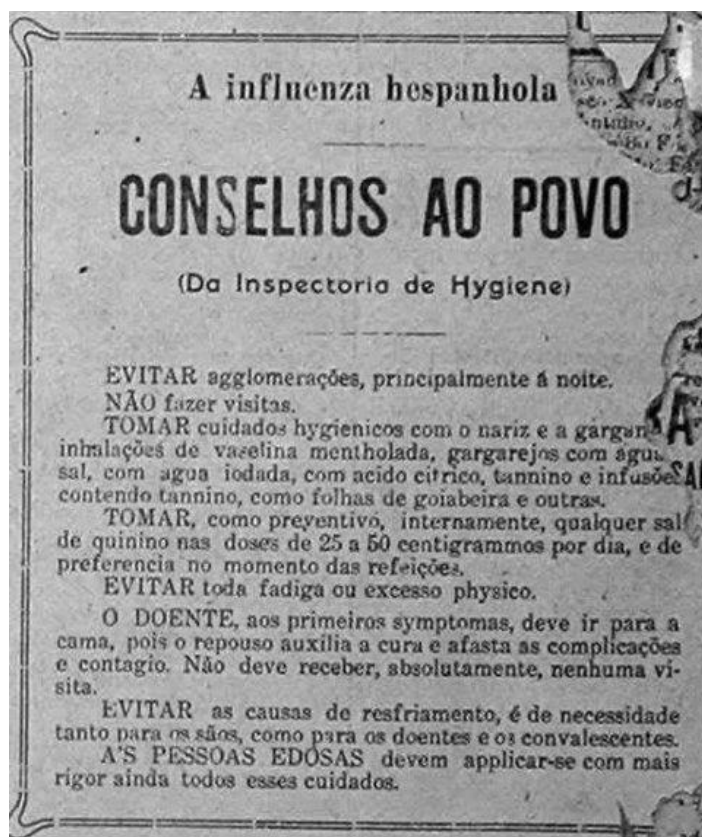 A influenza hespanhola
CONSELHOS AO POVO
(Da Inspectoria de Hygiene)
EVITAR agglomerações, principalmente á noite.
NÃO fazer visitas.
TOMAR cuidados hygienicos com o nariz e a
inhalações de vaselina mentholada, gargarejos com agua
sal, com agua iodada, com acido citrico, tannino e infusões
contendo tannino, como folhas de goiabeira e outras.
TOMAR, como preventivo, internamente, qualquer sal
de quinino nas doses de 25 a 50 centigrammos por dia, e de
preferencia no momento das refeições.
EVITAR toda fadiga ou excesso physico.
O DOENTE, aos primeiros symptomas, deve ir para a
cama, pois o repouso auxilia a cura e afasta as complicações
e contagio. Não deve receber, absolutamente, nenhuma vi-
sita.
EVITAR as causas de resfriamento, é de necessidade
tanto para os sãos, como para os doentes e os convalescentes.
A'S PESSOAS EDOSAS devem applicar-se com mais
rigor ainda todos esses cuidados.